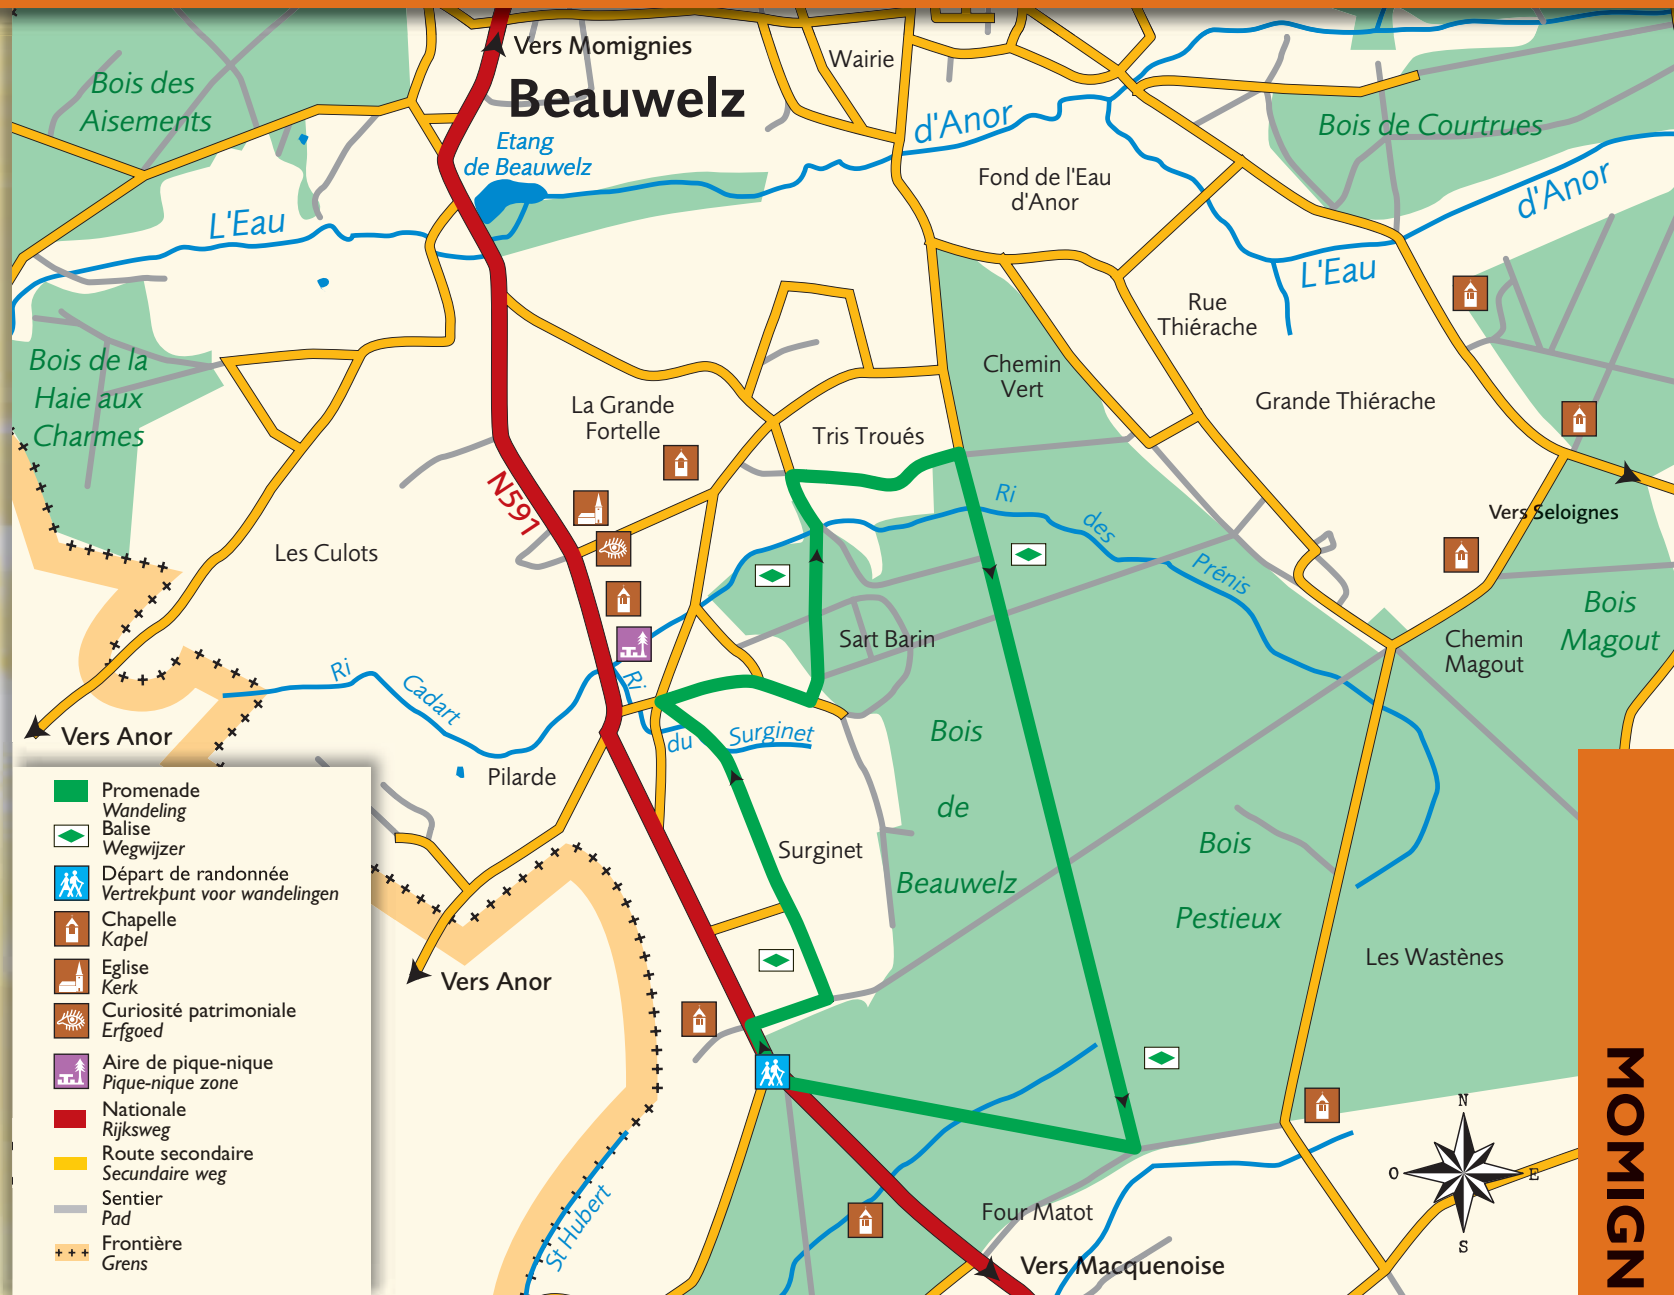 Vers Momignies
Beauwelz
Wairie
Bois des
Aisements
Etang
de Beauwelz
d'Anor
Bois de Courtrues
Fond de l'Eau
d'Anor
d'Anor
L'Eau
L'Eau
Rue
Thiérache
Bois de la
Haie aux
Charmes
Chemin
Vert
Grande Thiérache
La Grande
Fortelle
Tris Troués
N591
Ri
des
Prénis
Vers Seloignes
Les Culots
Bois
Magout
Chemin
Magout
Sart Barin
Ri
Cadart
Ri
du
Surginet
Vers Anor
Pilarde
Bois
de
Beauwelz
Surginet
Bois
Pestieux
Les Wastènes
Vers Anor
Promenade
Wandeling
Balise
Wegwijzer
Départ de randonnée
Vertrekpunt voor wandelingen
Chapelle
Kapel
Eglise
Kerk
Curiosité patrimoniale
Erfgoed
Aire de pique-nique
Pique-nique zone
Nationale
Rijksweg
Route secondaire
Secundaire weg
Sentier
Pad
Frontière
Grens
St Hubert
Four Matot
Vers Macquenoise
N
O
E
S
MOMIGN